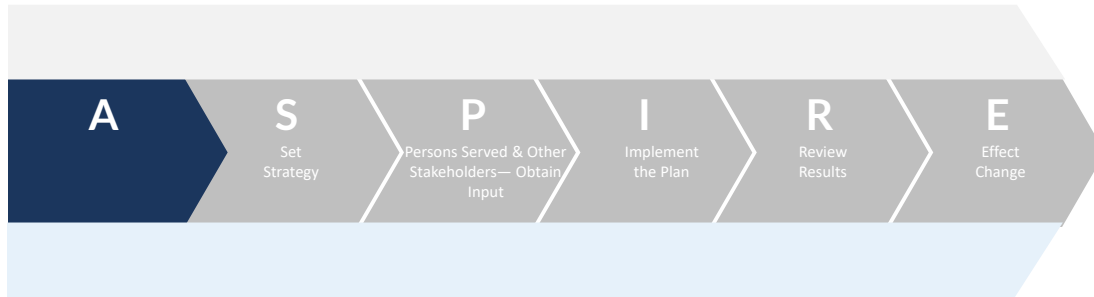 A
S
Set
Strategy
P
Persons Served & Other
Stakeholders— Obtain
Input
I
Implement
the Plan
R
Review
Results
E
Effect
Change